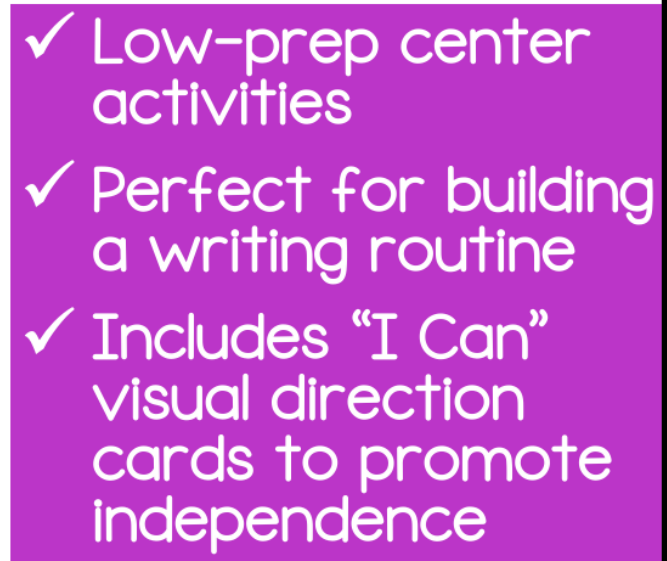 ✓ Low-prep center
activities
✓ Perfect for building
a writing routine
✓ Includes “I Can”
visual direction
cards to promote
independence